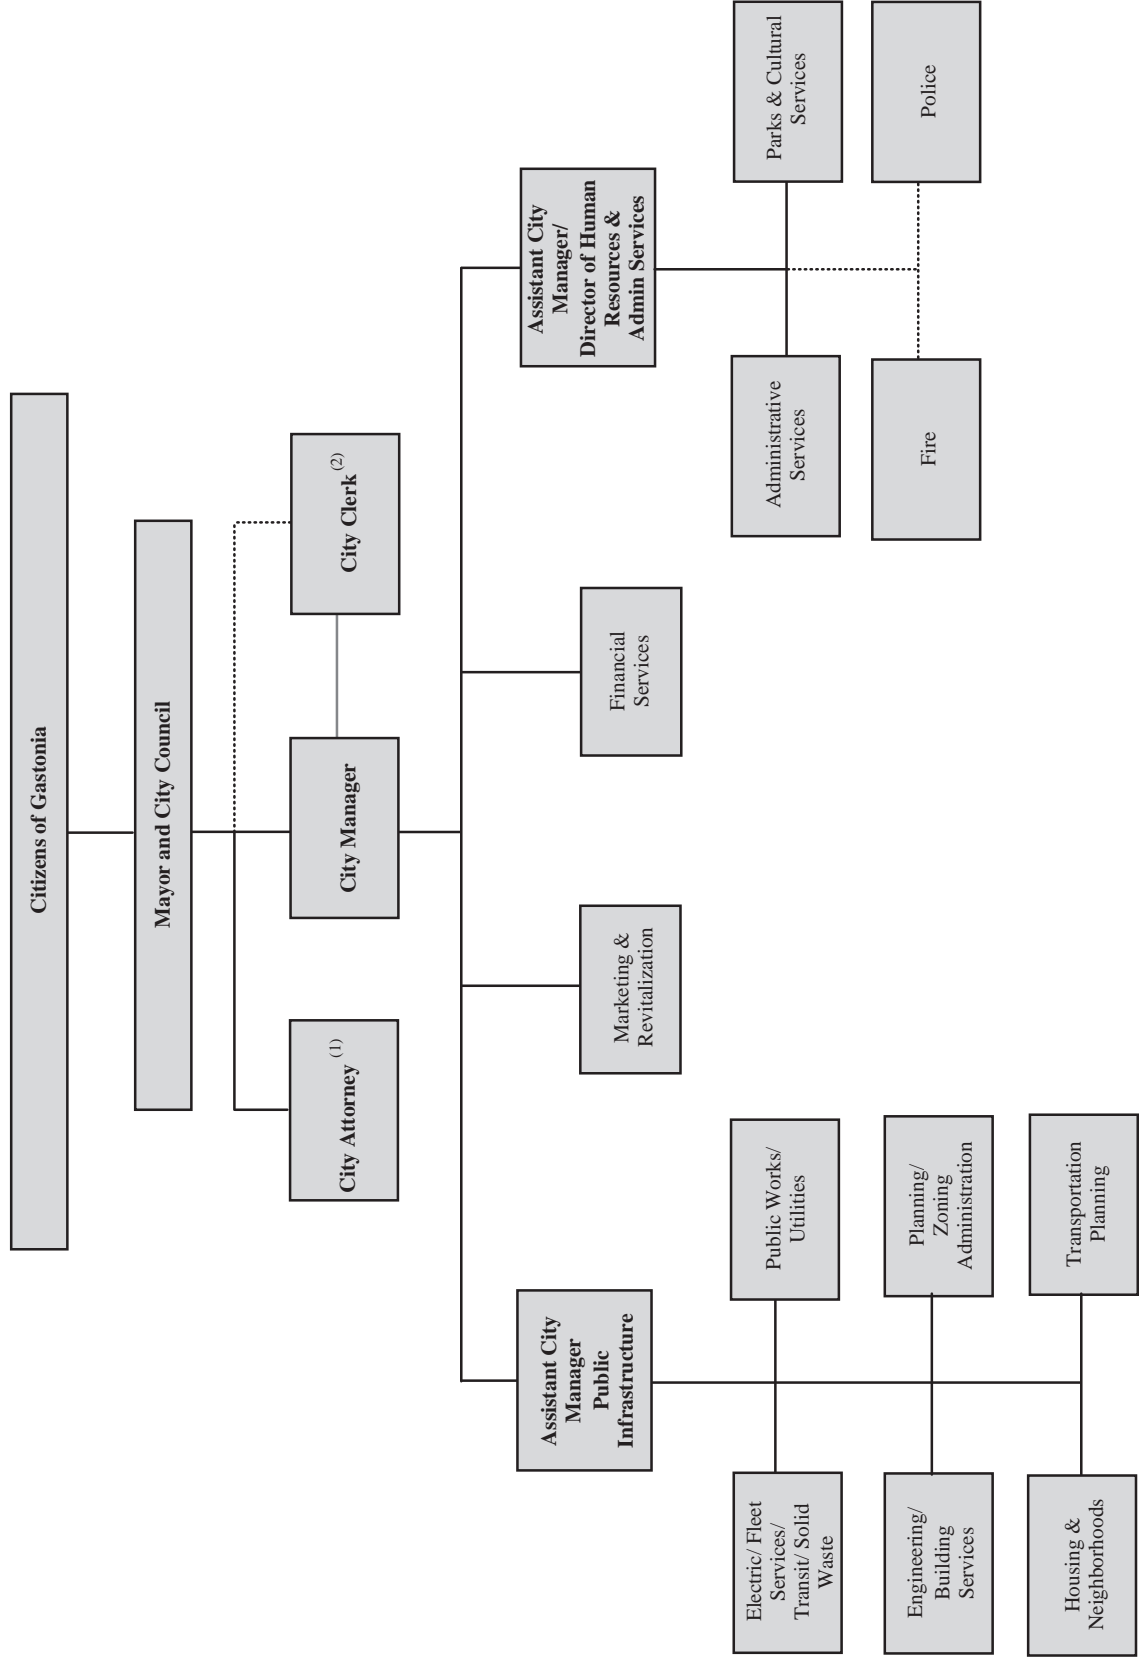 Citizens of Gastonia
Mayor and City Council
City Attorney (1)
City Manager
City Clerk (2)
Assistant City
Manager
Public
Infrastructure
Marketing &
Revitalization
Financial
Services
Assistant City
Manager/
Director of Human
Resources &
Admin Services
Electric/ Fleet
Services/
Transit/ Solid
Waste
Public Works/
Utilities
Administrative
Services
Parks & Cultural
Services
Engineering/
Building
Services
Planning/
Zoning
Administration
Fire
Police
Housing &
Neighborhoods
Transportation
Planning